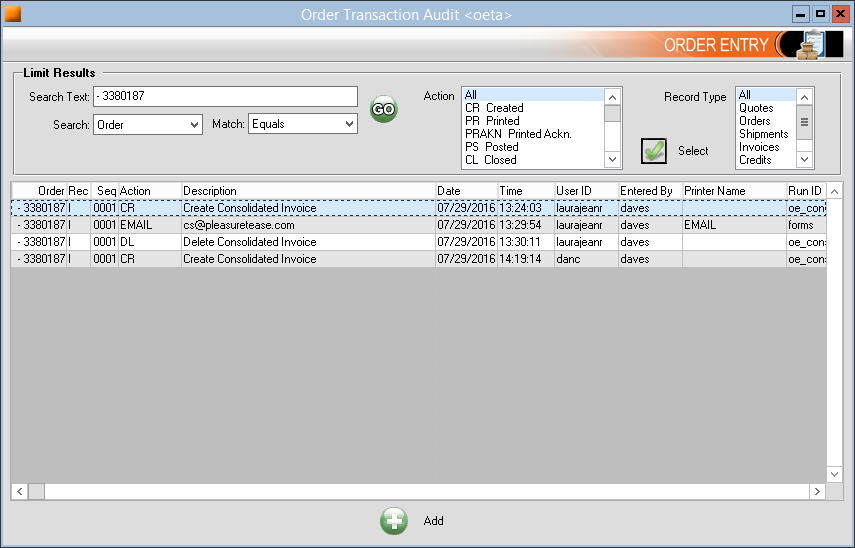 Order Transaction Audit <oeta>
ORDER ENTRY
Limit Results
Search Text: - 3380187
GO
Search: Order Match: Equals
Action
All
CR Created
PR Printed
PRAKN Printed Ackn.
PS Posted
CL Closed
Select
Record Type
All
Quotes
Orders
Shipments
Invoices
Credits
Order Rec Seq Action Description Date Time User ID Entered By Printer Name Run ID
- 3380187 I 0001 CR Create Consolidated Invoice 07/29/2016 13:24:03 laurajeanr daves oe_con
- 3380187 I 0001 EMAIL cs@pleasuretease.com 07/29/2016 13:29:54 laurajeanr daves EMAIL forms
- 3380187 I 0001 DL Delete Consolidated Invoice 07/29/2016 13:30:11 laurajeanr daves oe_cons
- 3380187 I 0001 CR Create Consolidated Invoice 07/29/2016 14:19:14 danc daves oe_cons
Add